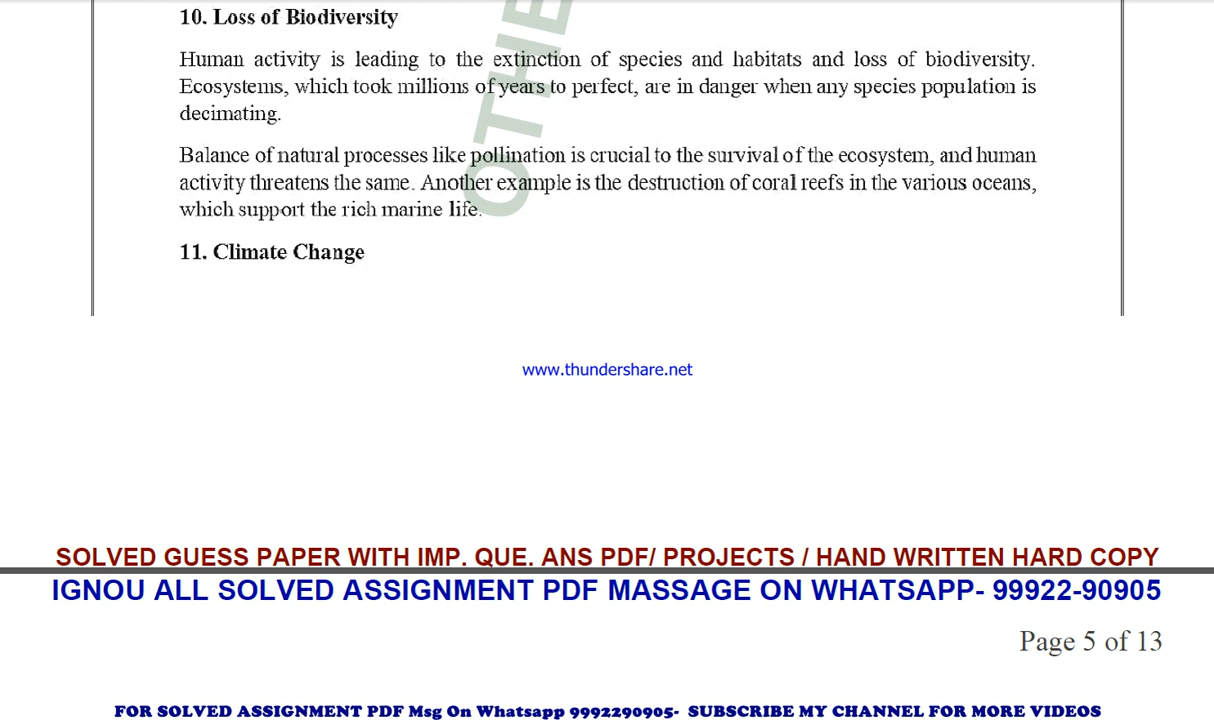 10. Loss of Biodiversity
Human activity is leading to the extinction of species and habitats and loss of biodiversity.
Ecosystems, which took millions of years to perfect, are in danger when any species population is
decimating.
Balance of natural processes like pollination is crucial to the survival of the ecosystem, and human
activity threatens the same. Another example is the destruction of coral reefs in the various oceans,
which support the rich marine life.
11. Climate Change
OTHE
www.thundershare.net
SOLVED GUESS PAPER WITH IMP. QUE. ANS PDF/ PROJECTS / HAND WRITTEN HARD COPY
IGNOU ALL SOLVED ASSIGNMENT PDF MASSAGE ON WHATSAPP- 99922-90905
Page 5 of 13
FOR SOLVED ASSIGNMENT PDF Msg On Whatsapp 9992290905- SUBSCRIBE MY CHANNEL FOR MORE VIDEOS